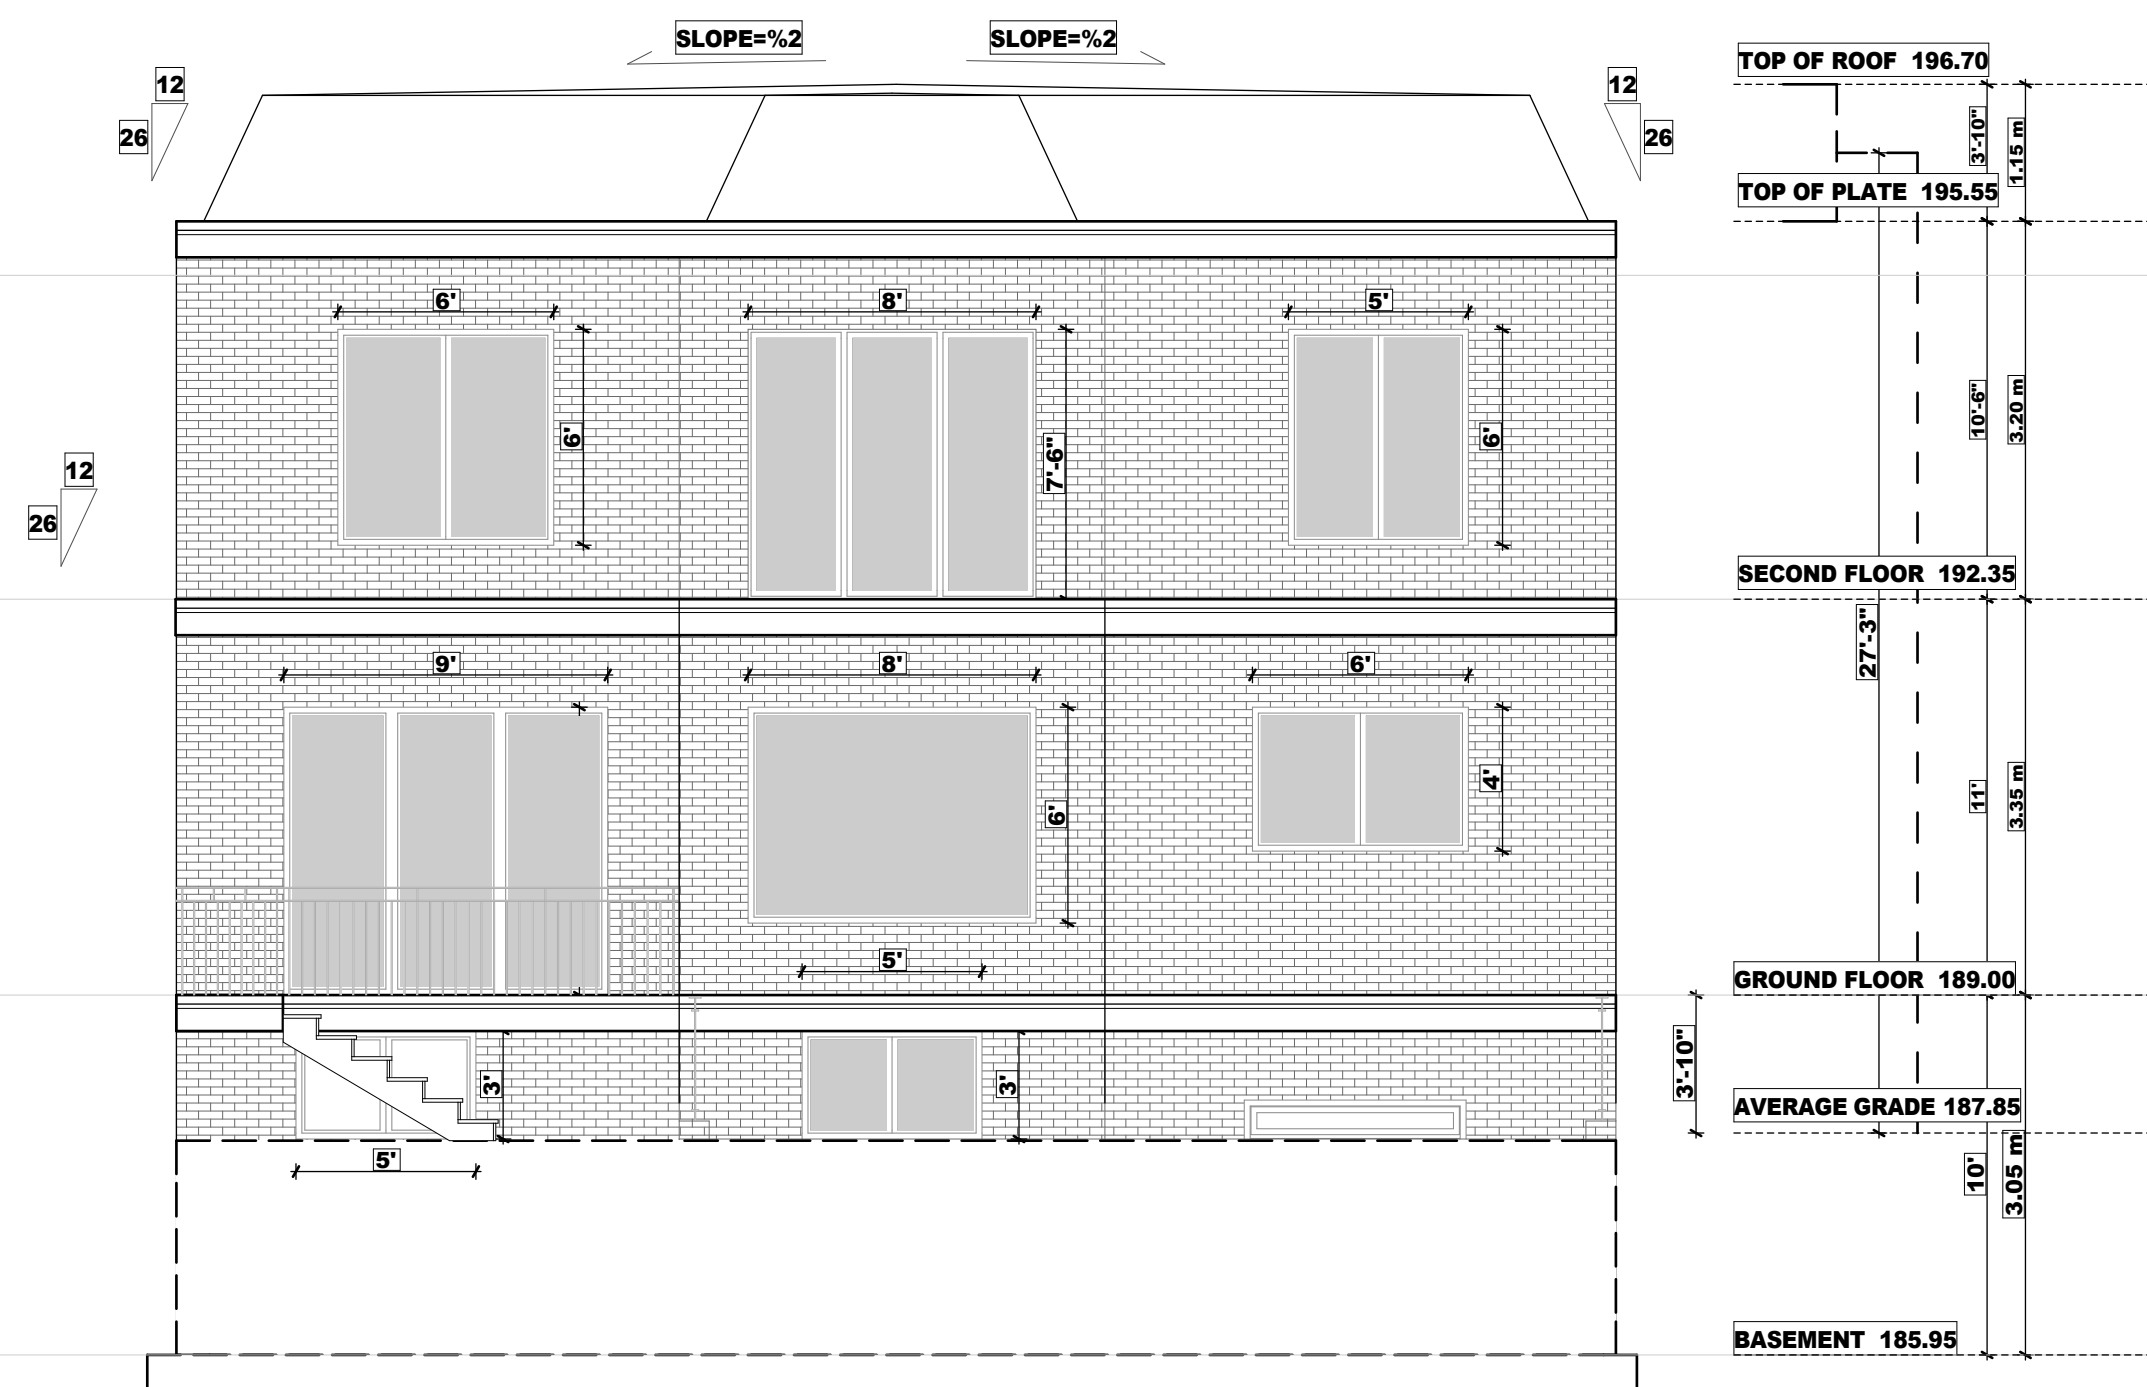 SLOPE=%2
SLOPE=%2
12
26
12
26
TOP OF ROOF 196.70
3'-10"
1.15 m
TOP OF PLATE 195.55
6'
8'
5'
6'
7'-6"
6'
10'-6"
3.20 m
12
26
SECOND FLOOR 192.35
27'-3"
9'
8'
6'
6'
4'
11'
3.35 m
5'
GROUND FLOOR 189.00
3'
3'
3'-10"
AVERAGE GRADE 187.85
5'
10'
3.05 m
BASEMENT 185.95